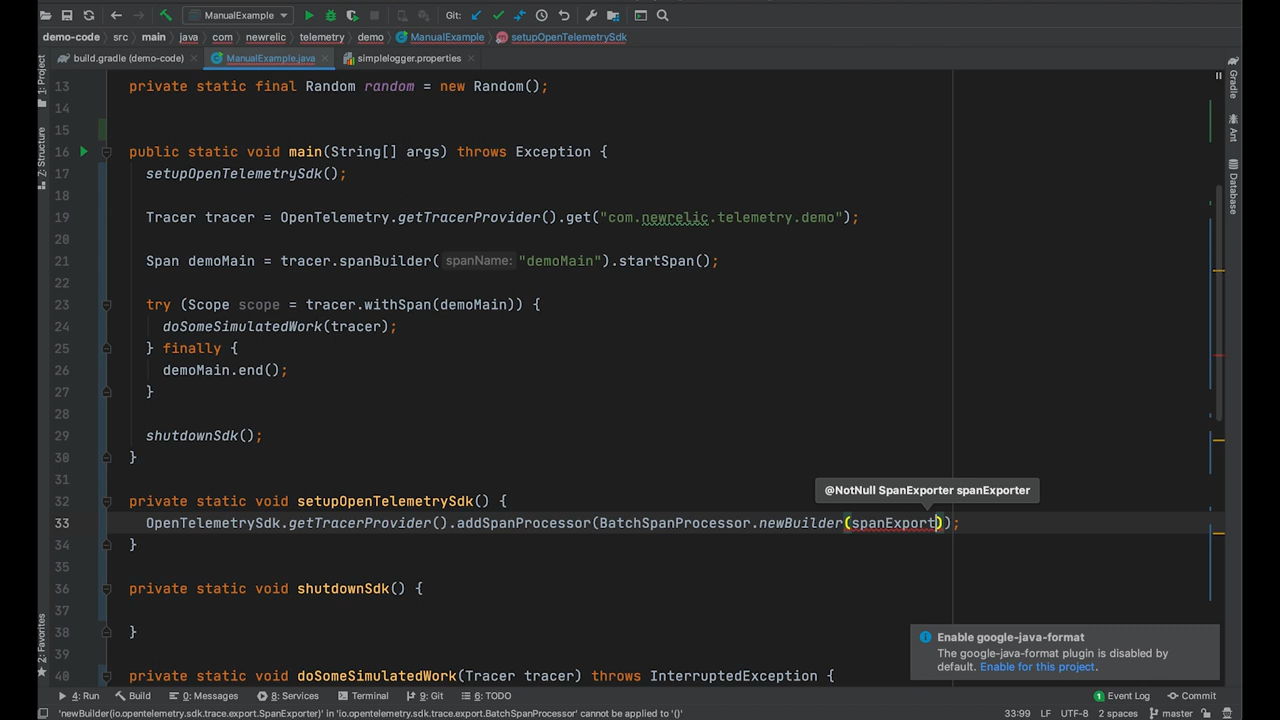 ManualExample
Git:
demo-code
src
main
java
com
newrelic
telemetry
demo
ManualExample
setupOpenTelemetrySdk
build.gradle (demo-code)
ManualExample.java
simplelogger.properties
1: Project
7: Structure
2: Favorites
Gradle
Ant
Database
13 private static final Random random = new Random();
14
15
16 public static void main(String[] args) throws Exception {
17 setupOpenTelemetrySdk();
18
19 Tracer tracer = OpenTelemetry.getTracerProvider().get("com.newrelic.telemetry.demo");
20
21 Span demoMain = tracer.spanBuilder( spanName: "demoMain").startSpan();
22
23 try (Scope scope = tracer.withSpan(demoMain)) {
24 doSomeSimulatedWork(tracer);
25 } finally {
26 demoMain.end();
27 }
28
29 shutdownSdk();
30 }
31
@NotNull SpanExporter spanExporter
32 private static void setupOpenTelemetrySdk() {
33 OpenTelemetrySdk.getTracerProvider().addSpanProcessor(BatchSpanProcessor.newBuilder(spanExport));
34 }
35
36 private static void shutdownSdk() {
37
38 }
39
40 private static void doSomeSimulatedWork(Tracer tracer) throws InterruptedException {
Enable google-java-format
The google-java-format plugin is disabled by
default. Enable for this project.
4: Run
Build
0: Messages
8: Services
Terminal
9: Git
6: TODO
1 Event Log
Commit
'newBuilder(io.opentelemetry.sdk.trace.export.SpanExporter)' in 'io.opentelemetry.sdk.trace.export.BatchSpanProcessor' cannot be applied to '()'
33:99 LF UTF-8 2 spaces master